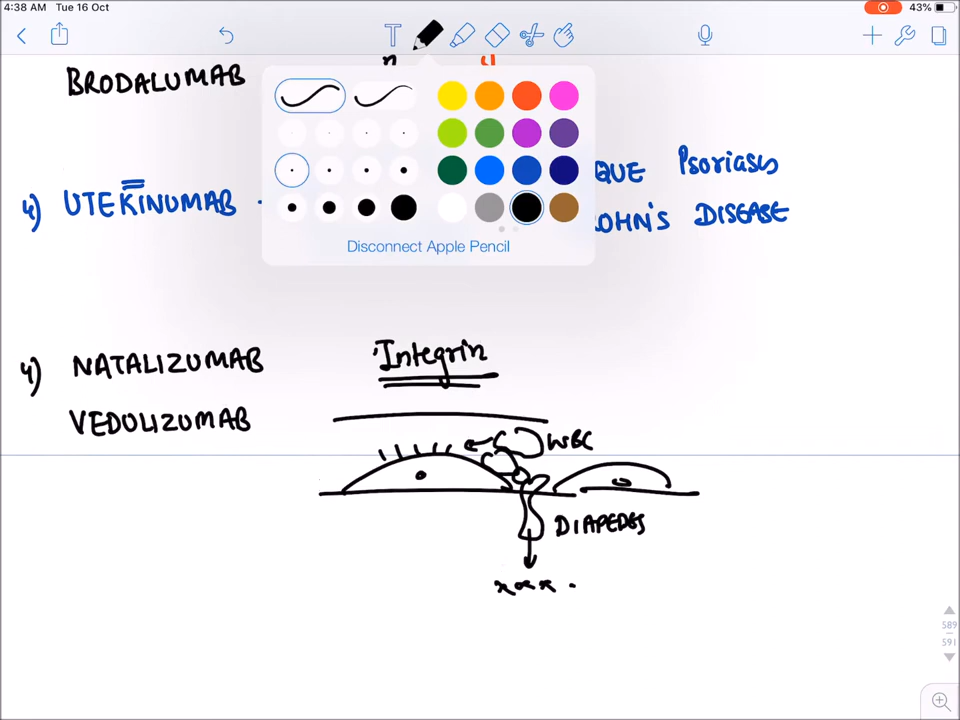 4:38 AM Tue 16 Oct
43%
BRODALUMAB
Disconnect Apple Pencil
4) UTEKINUMAB -
QUE Psoriasis
OHN'S DISEASE
4) NATALIZUMAB
Integrin
VEDOLIZUMAB
WBC
DIAPEDES
xxx
589
591